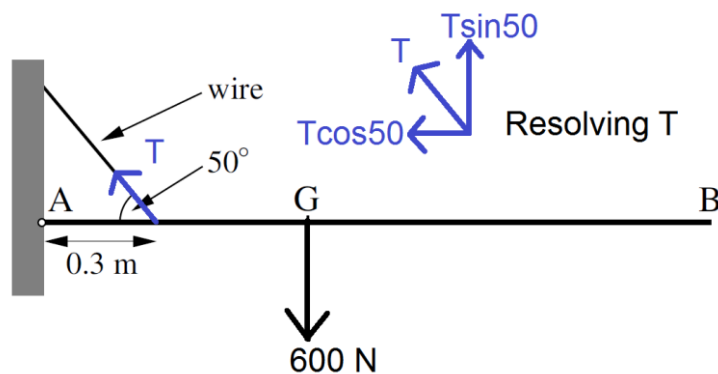 Tsin50
T
Tcos50
Resolving T
wire
T
50°
A
G
B
0.3 m
600 N